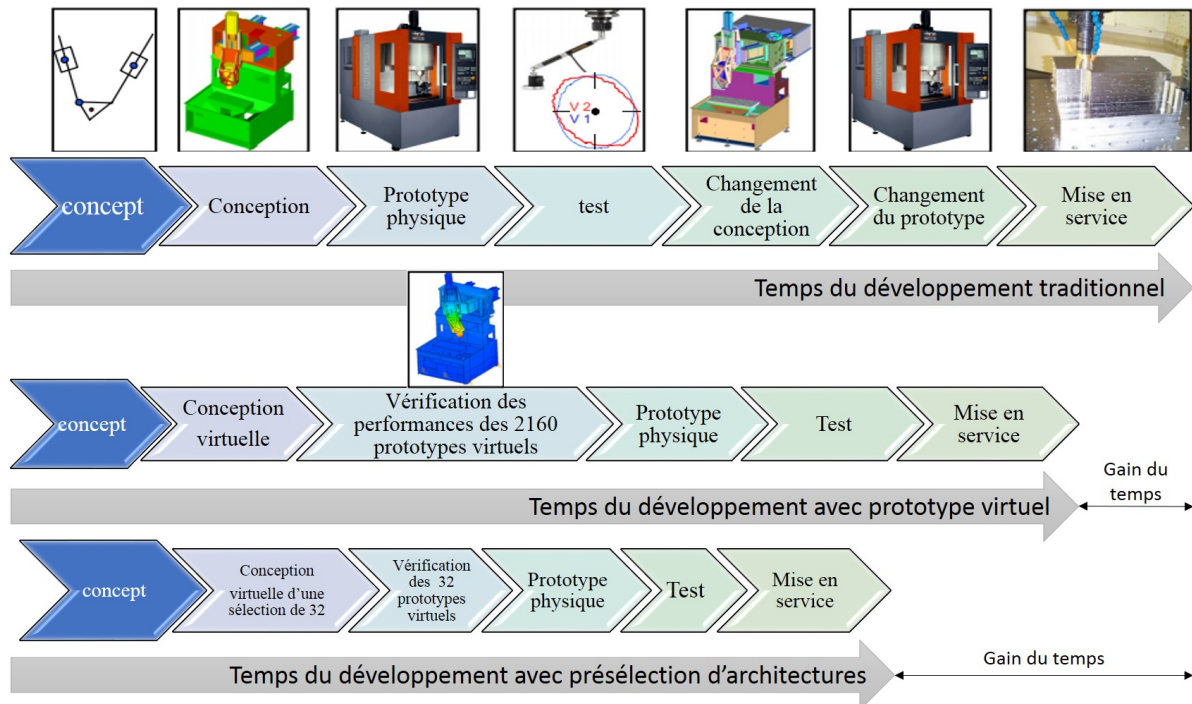 V 2
V 1
concept
Conception
Prototype
physique
test
Changement
de la
conception
Changement
du prototype
Mise en
service
Temps du développement traditionnel
concept
Conception
virtuelle
Vérification des
performances des 2160
prototypes virtuels
Prototype
physique
Test
Mise en
service
Gain du
temps
Temps du développement avec prototype virtuel
concept
Conception
virtuelle d’une
sélection de 32
Vérification
des 32
prototypes
virtuels
Prototype
physique
Test
Mise en
service
Gain du temps
Temps du développement avec présélection d’architectures